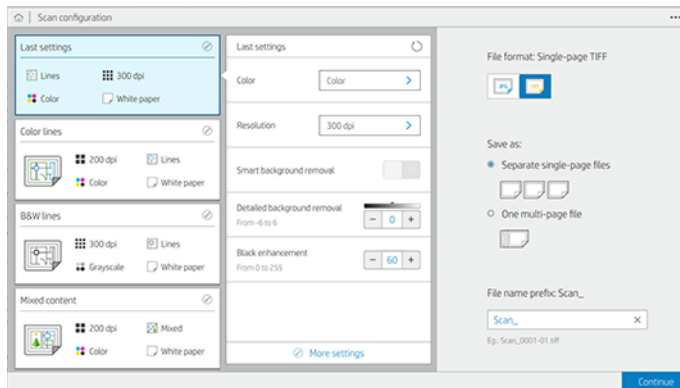 Scan configuration
Last settings
Lines
300 dpi
Color
White paper
Color lines
200 dpi
Lines
Color
White paper
B&W lines
300 dpi
Lines
Grayscale
White paper
Mixed content
200 dpi
Mixed
Color
White paper
Last settings
Color
Color
Resolution
300 dpi
Smart background removal
Detailed background removal
From -6 to 6
- 0 +
Black enhancement
From 0 to 255
- 60 +
More settings
File format: Single-page TIFF
JPG
Save as:
Separate single-page files
One multi-page file
File name prefix: Scan_
Scan_
Eg.: Scan_0001-01.tiff
Continue